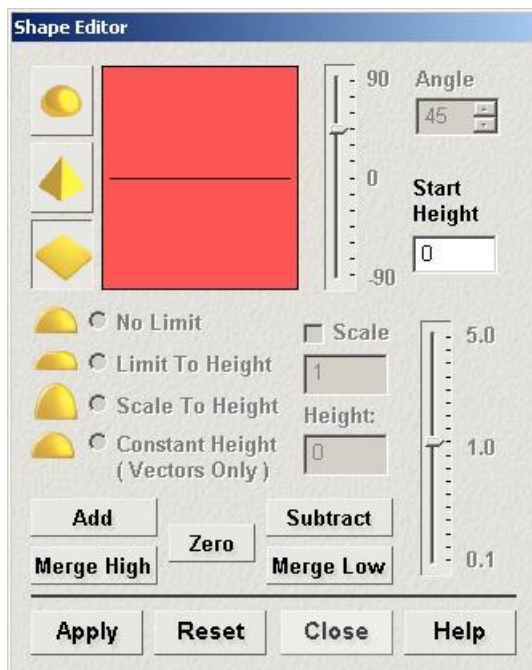 Shape Editor
90
0
-90
Angle
45
Start
Height
0
No Limit
Limit To Height
Scale To Height
Constant Height
( Vectors Only )
Scale
1
Height:
0
5.0
1.0
0.1
Add
Zero
Subtract
Merge High
Merge Low
Apply
Reset
Close
Help